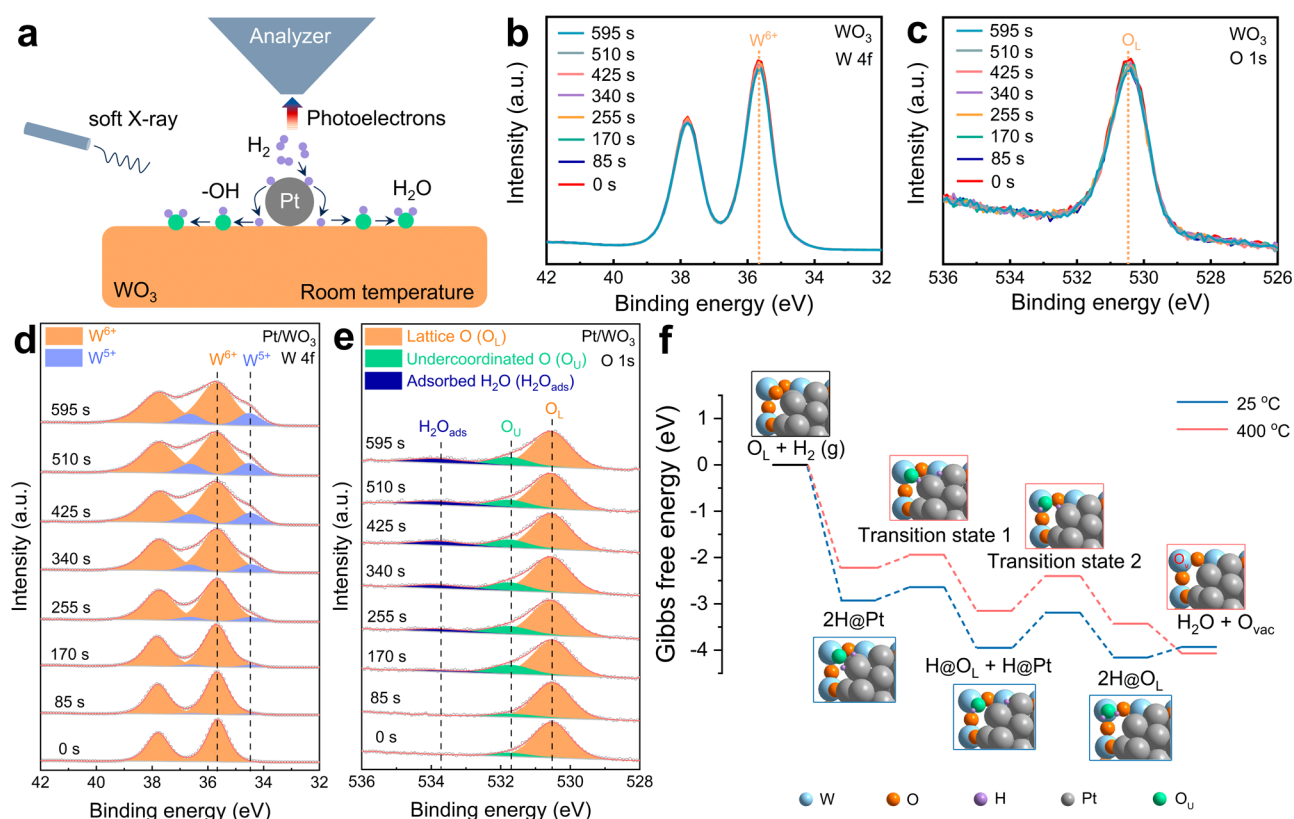 a
Analyzer
soft X-ray
Photoelectrons
H2
-OH
Pt
H2O
WO3
Room temperature
b
595 s
510 s
425 s
340 s
255 s
170 s
85 s
0 s
W6+
WO3
W 4f
Intensity (a.u.)
42 40 38 36 34 32
Binding energy (eV)
c
595 s
510 s
425 s
340 s
255 s
170 s
85 s
0 s
OL
WO3
O 1s
Intensity (a.u.)
536 534 532 530 528 526
Binding energy (eV)
d
W6+
W5+
W6+ W5+
Pt/WO3
W 4f
595 s
510 s
425 s
340 s
255 s
170 s
85 s
0 s
Intensity (a.u.)
42 40 38 36 34 32
Binding energy (eV)
e
Lattice O (OL)
Undercoordinated O (OU)
Adsorbed H2O (H2Oads)
Pt/WO3
O 1s
H2Oads
OU
OL
595 s
510 s
425 s
340 s
255 s
170 s
85 s
0 s
Intensity (a.u.)
536 534 532 530 528
Binding energy (eV)
f
Gibbs free energy (eV)
1
0
-1
-2
-3
-4
25 °C
400 °C
OL + H2 (g)
Transition state 1
Transition state 2
2H@Pt
H@OL + H@Pt
2H@OL
H2O + Ovac
W
O
H
Pt
OU